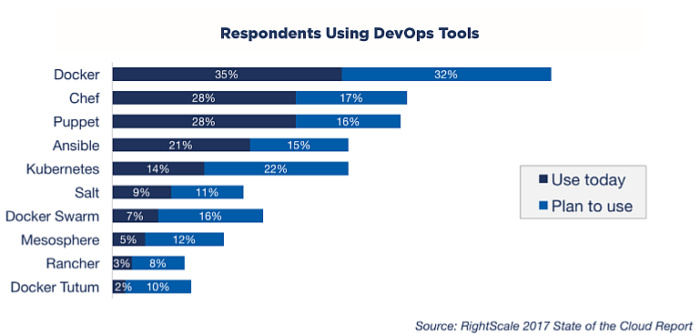 Respondents Using DevOps Tools
Docker 35% 32%
Chef 28% 17%
Puppet 28% 16%
Ansible 21% 15%
Kubernetes 14% 22%
Salt 9% 11%
Docker Swarm 7% 16%
Mesosphere 5% 12%
Rancher 3% 8%
Docker Tutum 2% 10%
Use today
Plan to use
Source: RightScale 2017 State of the Cloud Report